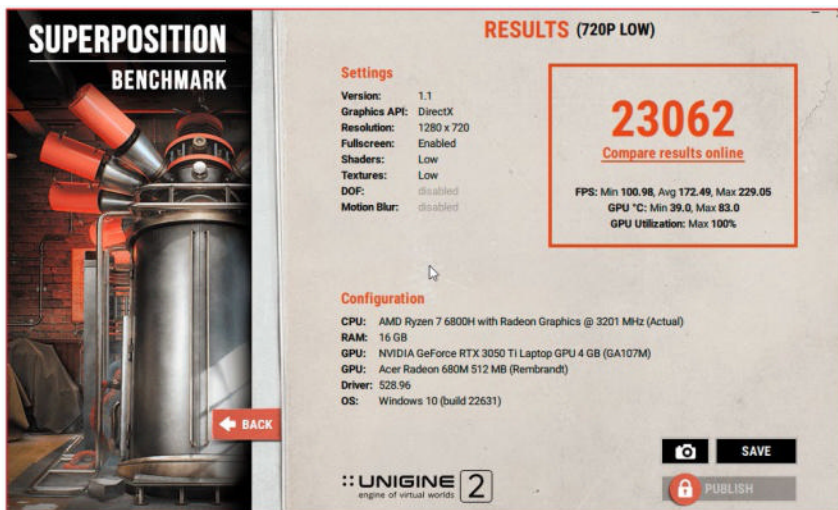 SUPERPOSITION
BENCHMARK
RESULTS (720P LOW)
Settings
Version: 1.1
Graphics API: DirectX
Resolution: 1280 x 720
Fullscreen: Enabled
Shaders: Low
Textures: Low
DOF: disabled
Motion Blur: disabled
23062
Compare results online
FPS: Min 100.98, Avg 172.49, Max 229.05
GPU °C: Min 39.0, Max 83.0
GPU Utilization: Max 100%
Configuration
CPU: AMD Ryzen 7 6800H with Radeon Graphics @ 3201 MHz (Actual)
RAM: 16 GB
GPU: NVIDIA GeForce RTX 3050 Ti Laptop GPU 4 GB (GA107M)
GPU: Acer Radeon 680M 512 MB (Rembrandt)
Driver: 528.96
OS: Windows 10 (build 22631)
BACK
UNIGINE 2
engine of virtual worlds
SAVE
PUBLISH